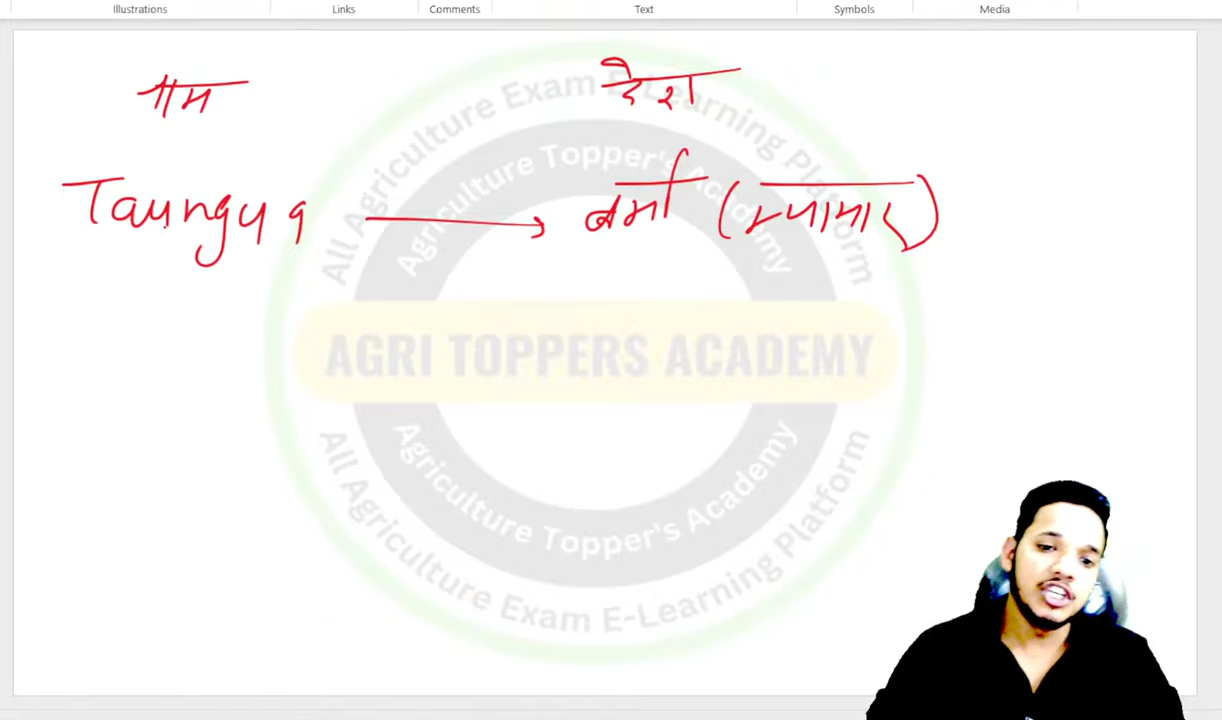 Illustrations Links Comments Text Symbols Media
नाम देश
Taungya → बर्मा (म्यांमार)
All Agriculture Exam E-Learning Platform
Agriculture Topper's Academy
AGRI TOPPERS ACADEMY
Agriculture Topper's Academy
All Agriculture Exam E-Learning Platform